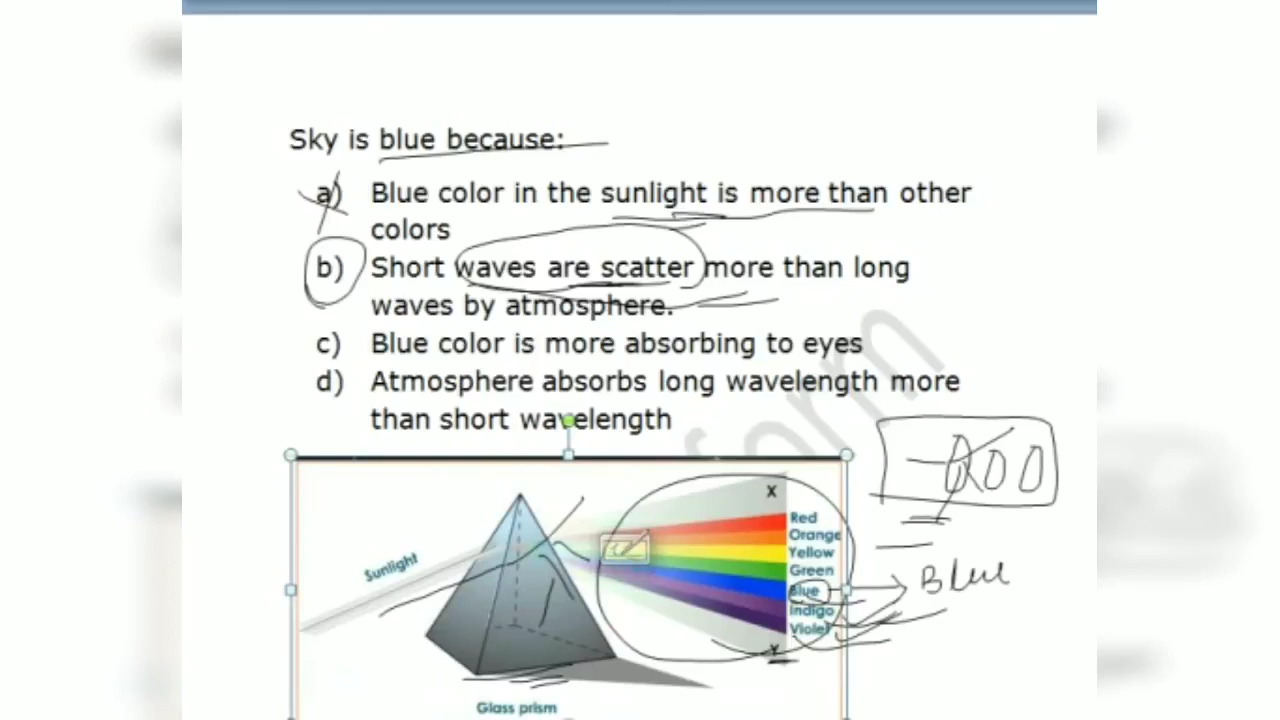 Sky is blue because:
a) Blue color in the sunlight is more than other
colors
b) Short waves are scatter more than long
waves by atmosphere.
c) Blue color is more absorbing to eyes
d) Atmosphere absorbs long wavelength more
than short wavelength
form
X
Red
Orange
Yellow
Green
Blue
Indigo
Violet
Y
Sunlight
Blue
Glass prism